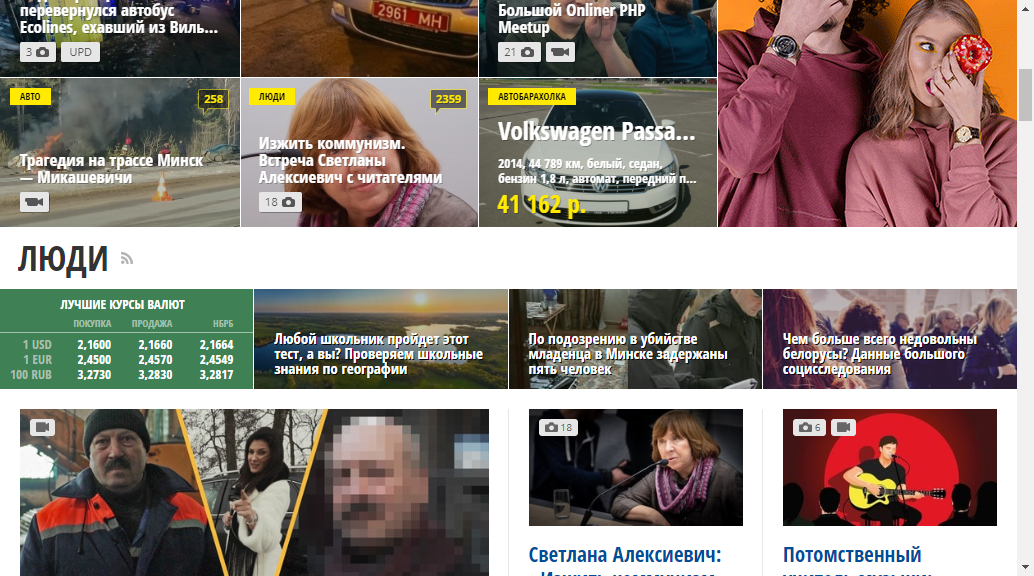 перевернулся автобус
Ecolines, ехавший из Виль...
3
UPD
2961 МН
Большой Onliner PHP
Meetup
21
АВТО
258
Трагедия на трассе Минск
— Микашевичи
ЛЮДИ
2359
Изжить коммунизм.
Встреча Светланы
Алексиевич с читателями
18
АВТОБАРАХОЛКА
Volkswagen Passa...
2014, 44 789 км, белый, седан,
бензин 1,8 л, автомат, передний п...
41 162 р.
ЛЮДИ
ЛУЧШИЕ КУРСЫ ВАЛЮТ
ПОКУПКА ПРОДАЖА НБРБ
1 USD 2,1600 2,1660 2,1664
1 EUR 2,4500 2,4570 2,4549
100 RUB 3,2730 3,2830 3,2817
Любой школьник пройдет этот
тест, а вы? Проверяем школьные
знания по географии
По подозрению в убийстве
младенца в Минске задержаны
пять человек
Чем больше всего недовольны
белорусы? Данные большого
социсследования
18
6
Светлана Алексиевич:
Потомственный